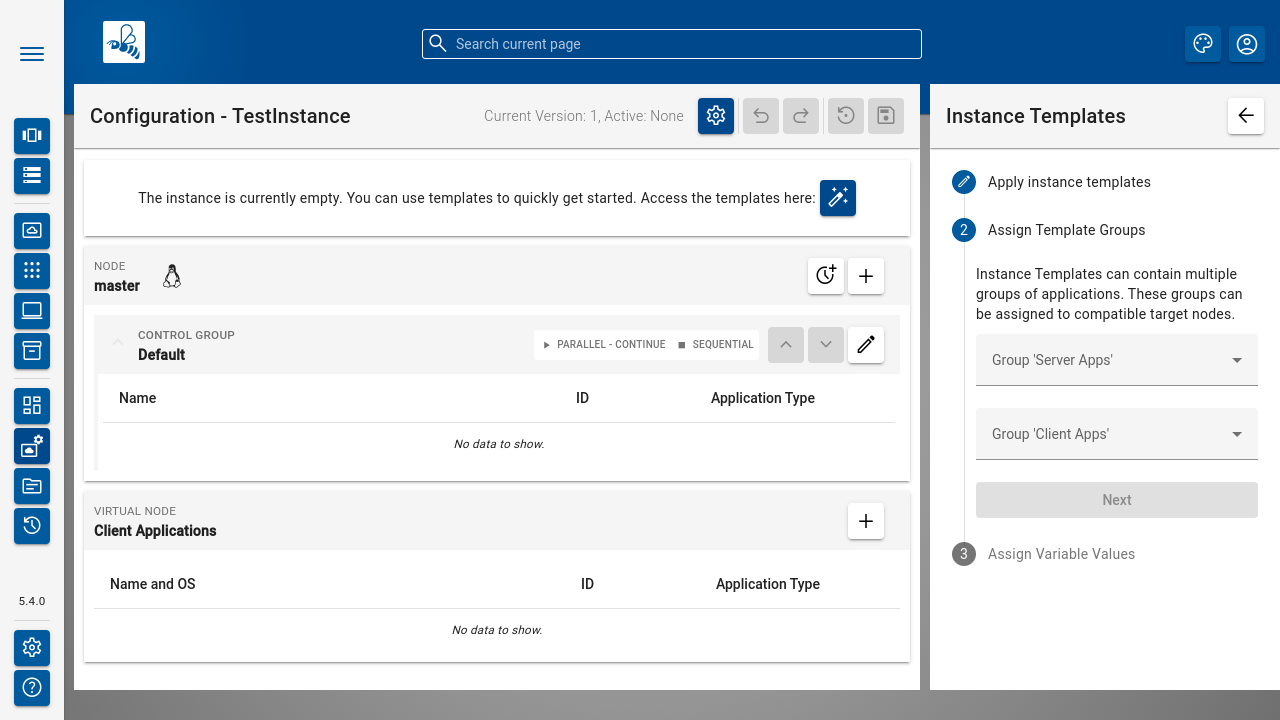 Search current page
Configuration - TestInstance
Current Version: 1, Active: None
The instance is currently empty. You can use templates to quickly get started. Access the templates here:
NODE
master
CONTROL GROUP
Default
PARALLEL - CONTINUE
SEQUENTIAL
Name ID Application Type
No data to show.
VIRTUAL NODE
Client Applications
Name and OS ID Application Type
No data to show.
Instance Templates
Apply instance templates
2 Assign Template Groups
Instance Templates can contain multiple
groups of applications. These groups can
be assigned to compatible target nodes.
Group 'Server Apps'
Group 'Client Apps'
Next
3 Assign Variable Values
5.4.0